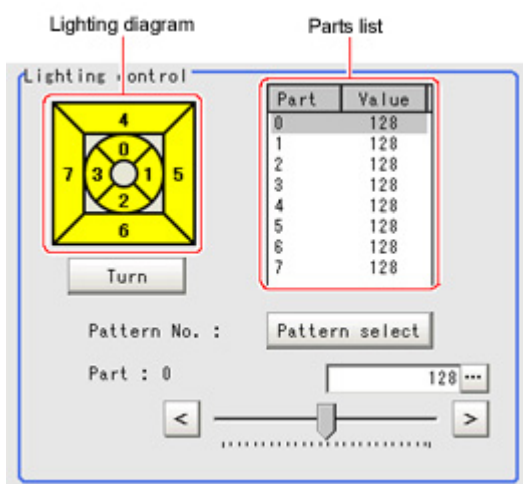 Lighting diagram
Parts list
Lighting control
Part Value
0 128
1 128
2 128
3 128
4 128
5 128
6 128
7 128
4
0
7 3 1 5
2
6
Turn
Pattern No. : Pattern select
Part : 0 128 ...
< >